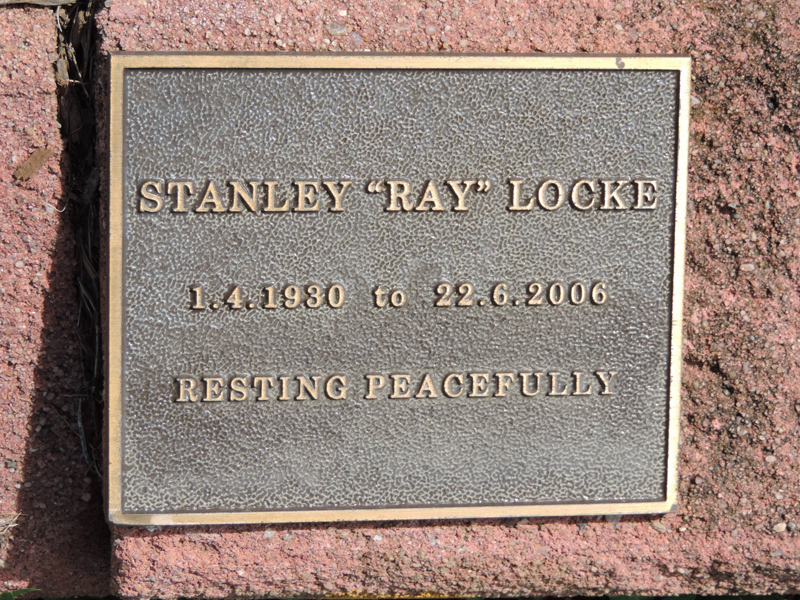 STANLEY “RAY” LOCKE
1.4.1930 to 22.6.2006
RESTING PEACEFULLY